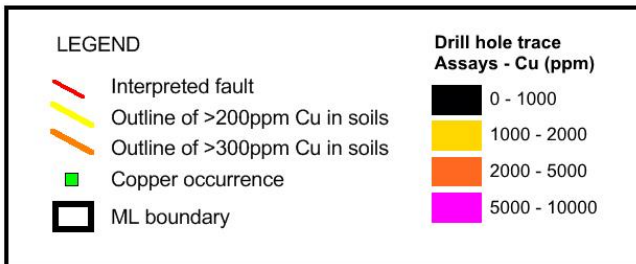 LEGEND
Interpreted fault
Outline of >200ppm Cu in soils
Outline of >300ppm Cu in soils
Copper occurrence
ML boundary
Drill hole trace
Assays - Cu (ppm)
0 - 1000
1000 - 2000
2000 - 5000
5000 - 10000